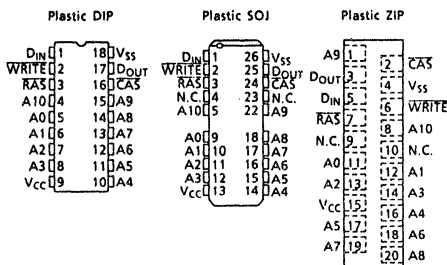 Plastic DIP
DIN 1 18 VSS
WRITE 2 17 DOUT
RAS 3 16 CAS
A10 4 15 A9
A0 5 14 A8
A1 6 13 A7
A2 7 12 A6
A3 8 11 A5
VCC 9 10 A4
Plastic SOJ
DIN 1 26 VSS
WRITE 2 25 DOUT
RAS 3 24 CAS
N.C. 4 23 N.C.
A10 5 22 A9
A0 9 18 A8
A1 10 17 A7
A2 11 16 A6
A3 12 15 A5
VCC 13 14 A4
Plastic ZIP
A9 1
2 CAS
DOUT 3
4 VSS
DIN 5
6 WRITE
RAS 7
8 A10
N.C. 9
10 N.C.
A0 11
12 A1
A2 13
14 A3
VCC 15
16 A4
A5 17
18 A6
A7 19
20 A8